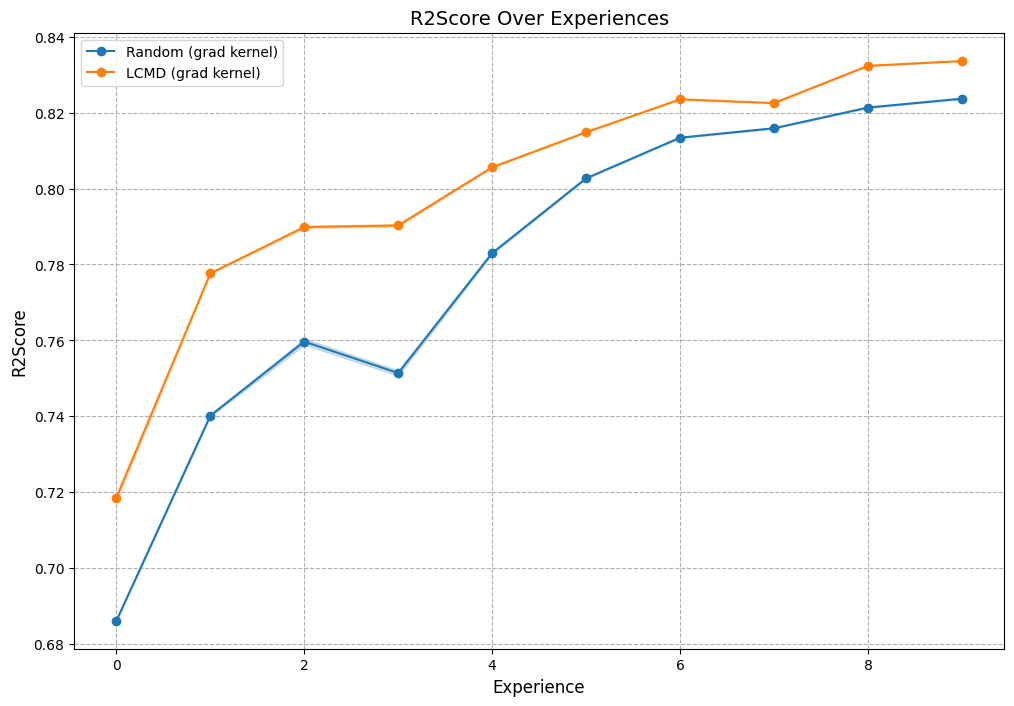 R2Score Over Experiences
Random (grad kernel)
LCMD (grad kernel)
R2Score
0.84
0.82
0.80
0.78
0.76
0.74
0.72
0.70
0.68
0 2 4 6 8
Experience